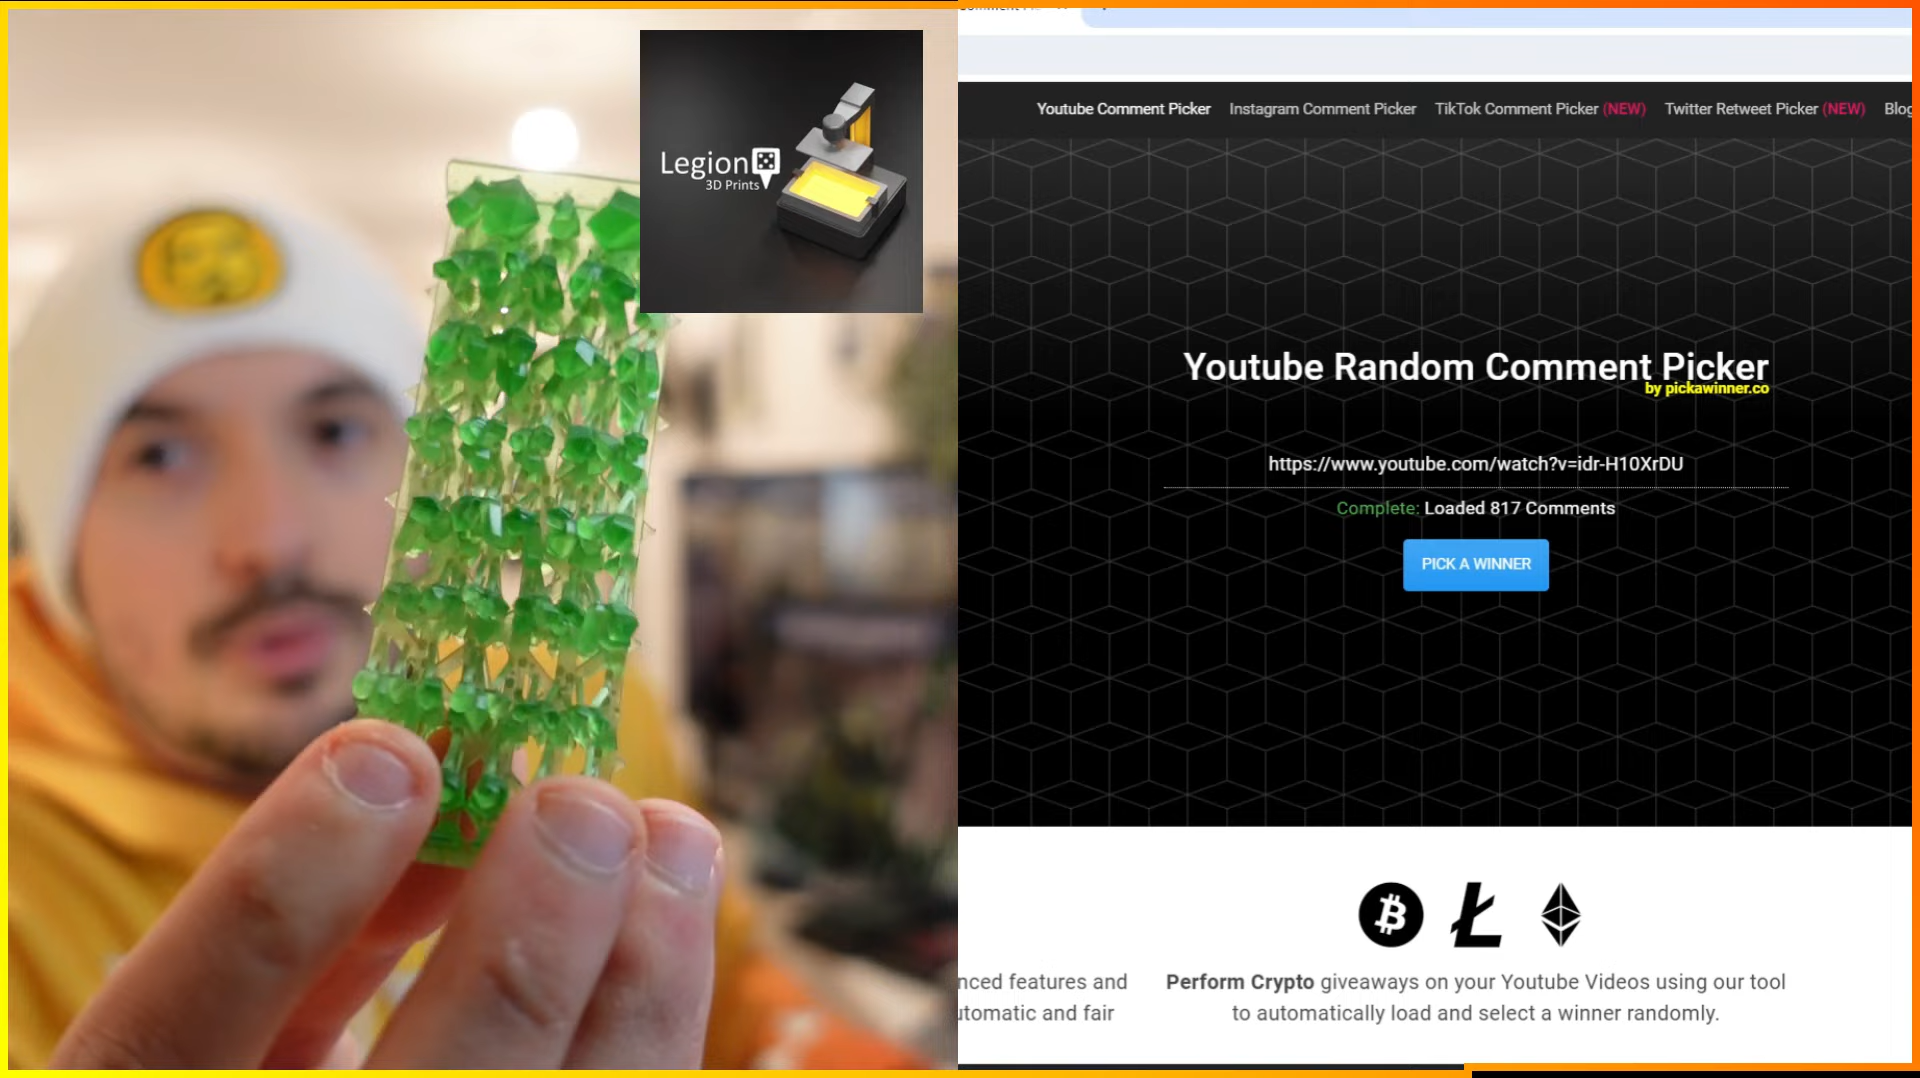 Legion
3D Prints
Youtube Comment Picker Instagram Comment Picker TikTok Comment Picker (NEW) Twitter Retweet Picker (NEW) Blog
Youtube Random Comment Picker
by pickawinner.co
https://www.youtube.com/watch?v=idr-H10XrDU
Complete: Loaded 817 Comments
PICK A WINNER
nced features and
utomatic and fair
Perform Crypto giveaways on your Youtube Videos using our tool
to automatically load and select a winner randomly.